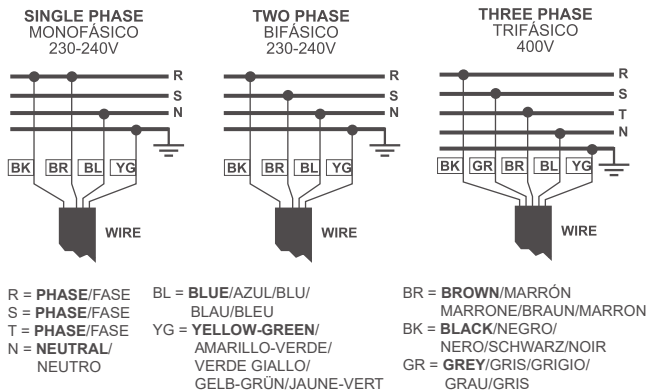 SINGLE PHASE
MONOFÁSICO
230-240V
R
S
N
BK BR BL YG
WIRE
TWO PHASE
BIFÁSICO
230-240V
R
S
N
BK BR BL YG
WIRE
THREE PHASE
TRIFÁSICO
400V
R
S
T
N
BK GR BR BL YG
WIRE
R = PHASE/FASE
S = PHASE/FASE
T = PHASE/FASE
N = NEUTRAL/
NEUTRO
BL = BLUE/AZUL/BLU/
BLAU/BLEU
YG = YELLOW-GREEN/
AMARILLO-VERDE/
VERDE GIALLO/
GELB-GRÜN/JAUNE-VERT
BR = BROWN/MARRÓN
MARRONE/BRAUN/MARRON
BK = BLACK/NEGRO/
NERO/SCHWARZ/NOIR
GR = GREY/GRIS/GRIGIO/
GRAU/GRIS